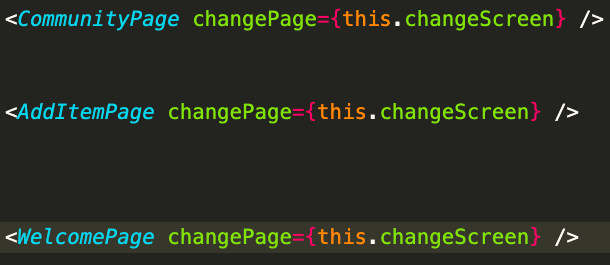 <CommunityPage changePage={this.changeScreen} />
<AddItemPage changePage={this.changeScreen} />
<WelcomePage changePage={this.changeScreen} />